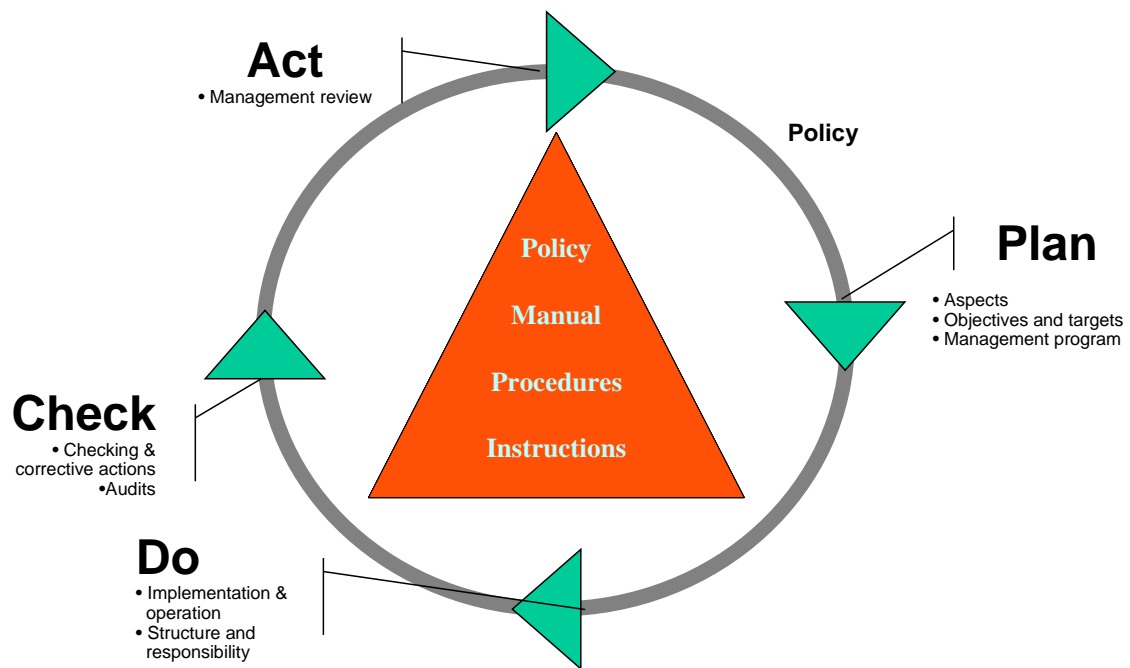 Act
• Management review
Policy
Plan
• Aspects
• Objectives and targets
• Management program
Policy
Manual
Procedures
Instructions
Check
• Checking &
corrective actions
•Audits
Do
• Implementation &
operation
• Structure and
responsibility